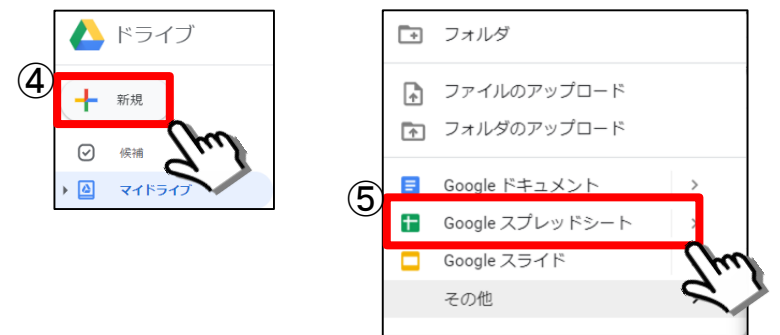 ドライブ
④
新規
候補
マイドライブ
フォルダ
ファイルのアップロード
フォルダのアップロード
Google ドキュメント
⑤
Google スプレッドシート
Google スライド
その他